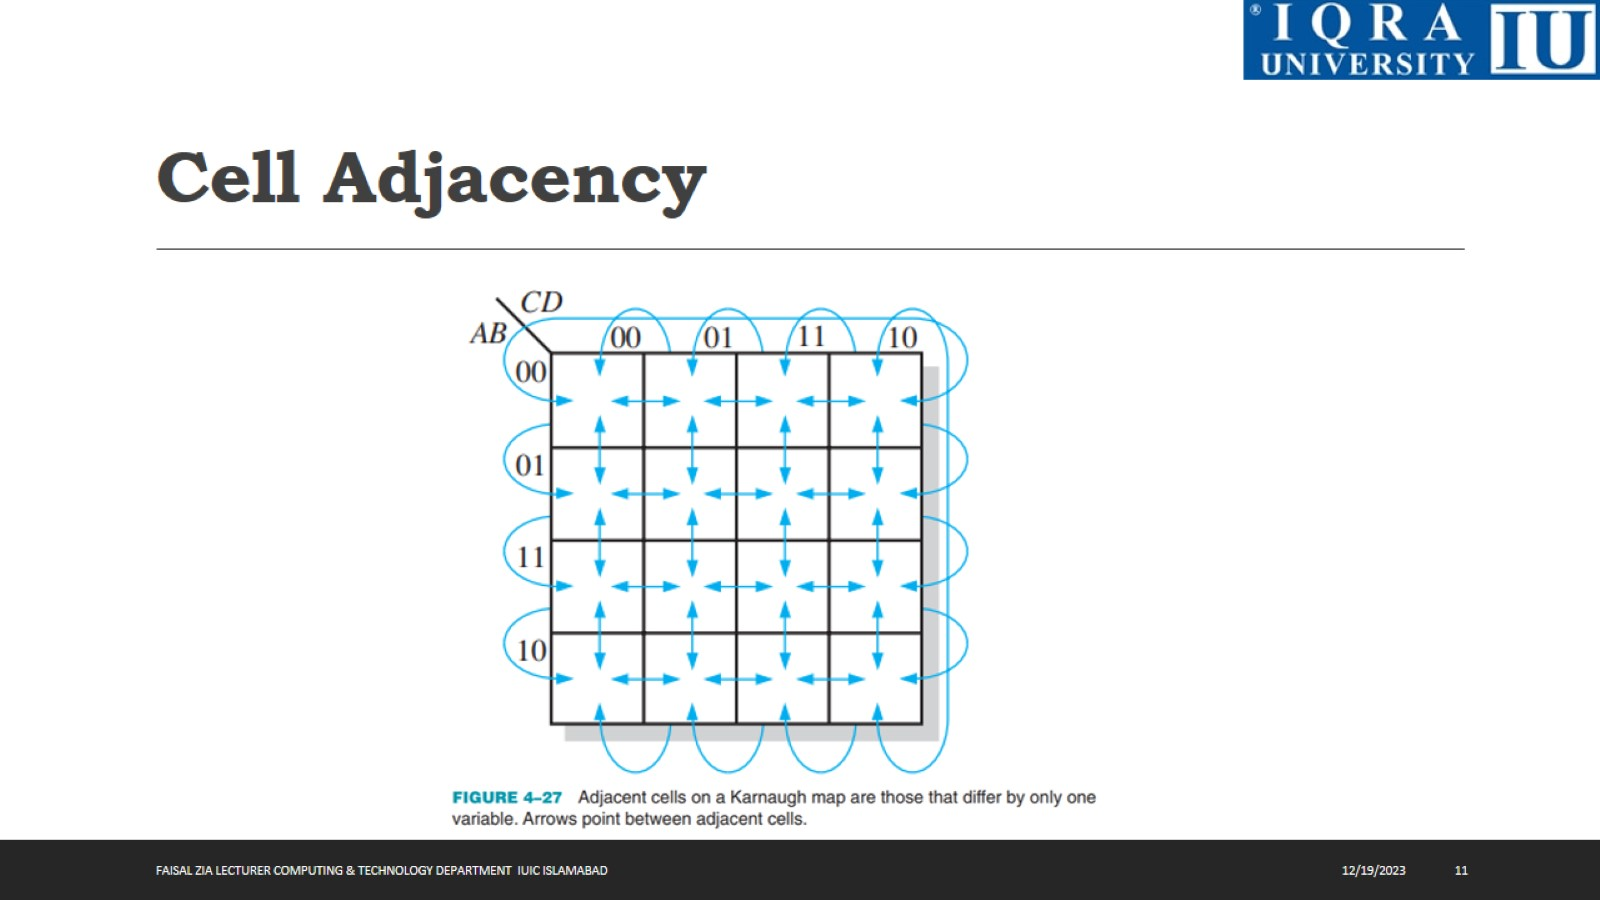 ® IQRA
UNIVERSITY IU
Cell Adjacency
CD
AB
00 01 11 10
00
01
11
10
FIGURE 4–27 Adjacent cells on a Karnaugh map are those that differ by only one
variable. Arrows point between adjacent cells.
FAISAL ZIA LECTURER COMPUTING & TECHNOLOGY DEPARTMENT IUIC ISLAMABAD 12/19/2023 11